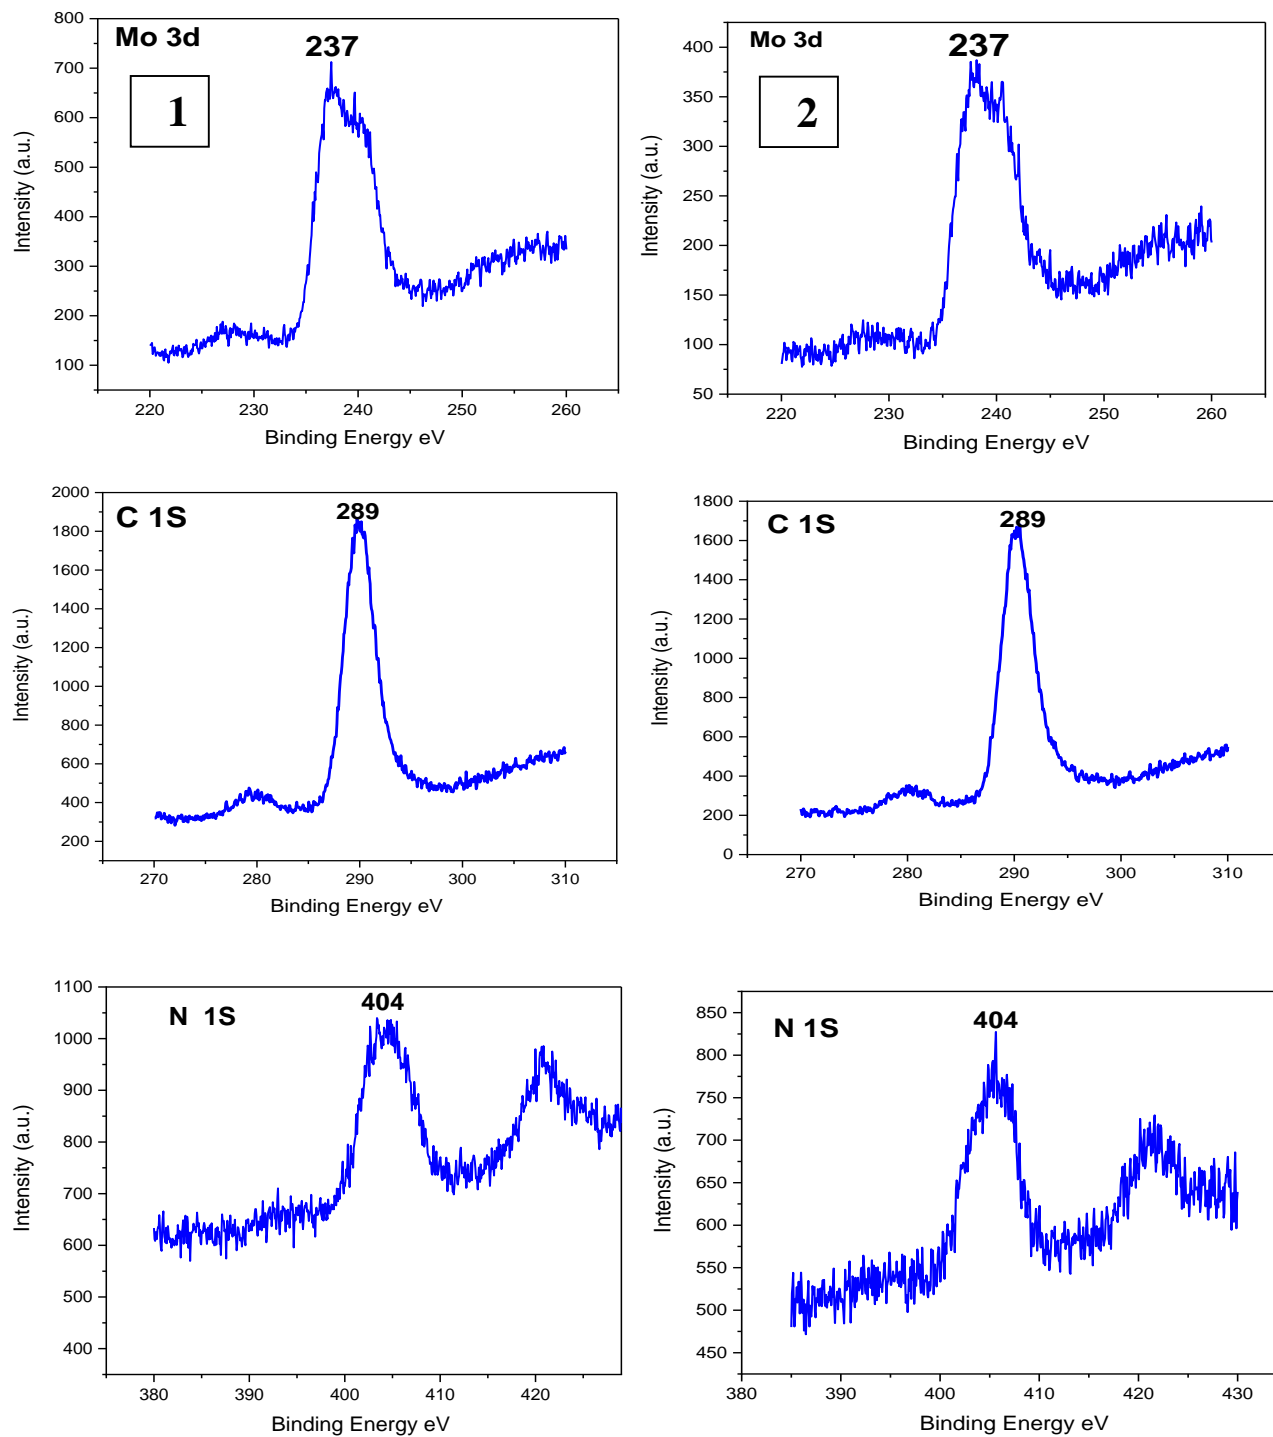 Mo 3d
237
1
800
700
600
500
400
300
200
100
Intensity (a.u.)
220 230 240 250 260
Binding Energy eV
Mo 3d
237
2
400
350
300
250
200
150
100
50
Intensity (a.u.)
220 230 240 250 260
Binding Energy eV
C 1S
289
2000
1800
1600
1400
1200
1000
800
600
400
200
Intensity (a.u.)
270 280 290 300 310
Binding Energy eV
C 1S
289
1800
1600
1400
1200
1000
800
600
400
200
0
Intensity (a.u.)
270 280 290 300 310
Binding Energy eV
N 1S
404
1100
1000
900
800
700
600
500
400
Intensity (a.u.)
380 390 400 410 420
Binding Energy eV
N 1S
404
850
800
750
700
650
600
550
500
450
Intensity (a.u.)
380 390 400 410 420 430
Binding Energy eV